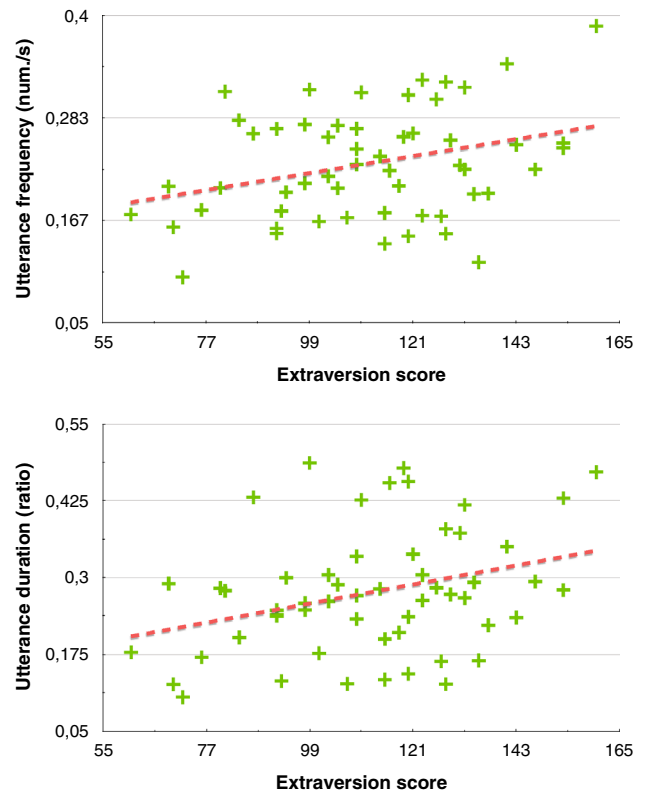 Utterance frequency (num./s)
0,4
0,283
0,167
0,05
55 77 99 121 143 165
Extraversion score
Utterance duration (ratio)
0,55
0,425
0,3
0,175
0,05
55 77 99 121 143 165
Extraversion score